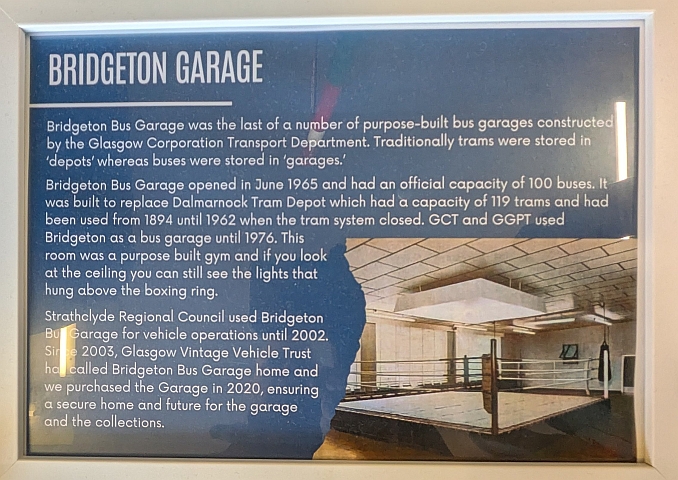 BRIDGETON GARAGE
Bridgeton Bus Garage was the last of a number of purpose-built bus garages constructed
by the Glasgow Corporation Transport Department. Traditionally trams were stored in
'depots' whereas buses were stored in 'garages.'
Bridgeton Bus Garage opened in June 1965 and had an official capacity of 100 buses. It
was built to replace Dalmarnock Tram Depot which had a capacity of 119 trams and had
been used from 1894 until 1962 when the tram system closed. GCT and GGPT used
Bridgeton as a bus garage until 1976. This
room was a purpose built gym and if you look
at the ceiling you can still see the lights that
hung above the boxing ring.
Strathclyde Regional Council used Bridgeton
Bus Garage for vehicle operations until 2002.
Since 2003, Glasgow Vintage Vehicle Trust
has called Bridgeton Bus Garage home and
we purchased the Garage in 2020, ensuring
a secure home and future for the garage
and the collections.